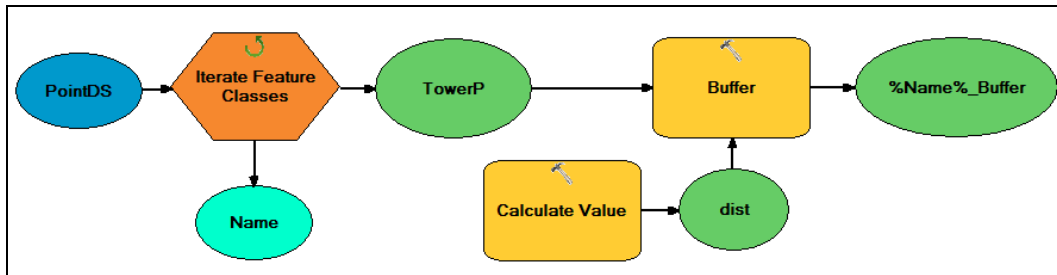 PointDS
Iterate Feature
Classes
TowerP
Buffer
%Name%_Buffer
Name
Calculate Value
dist